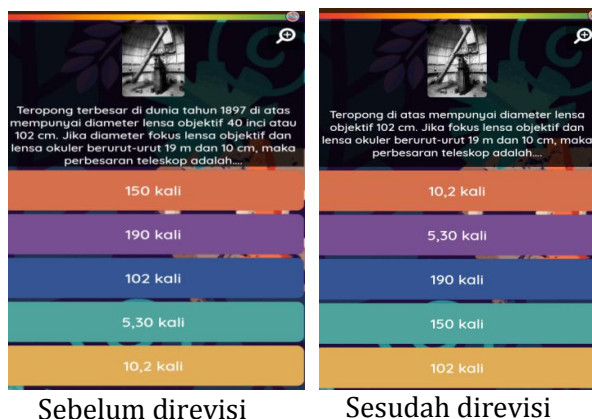 Teropong terbesar di dunia tahun 1897 di atas
mempunyai diameter lensa objektif 40 inci atau
102 cm. Jika diameter fokus lensa objektif dan
lensa okuler berurut-urut 19 m dan 10 cm, maka
perbesaran teleskop adalah....
150 kali
190 kali
102 kali
5,30 kali
10,2 kali
Sebelum direvisi
Teropong di atas mempunyai diameter lensa
objektif 102 cm. Jika fokus lensa objektif dan
lensa okuler berurut-urut 19 m dan 10 cm, maka
perbesaran teleskop adalah....
10,2 kali
5,30 kali
190 kali
150 kali
102 kali
Sesudah direvisi